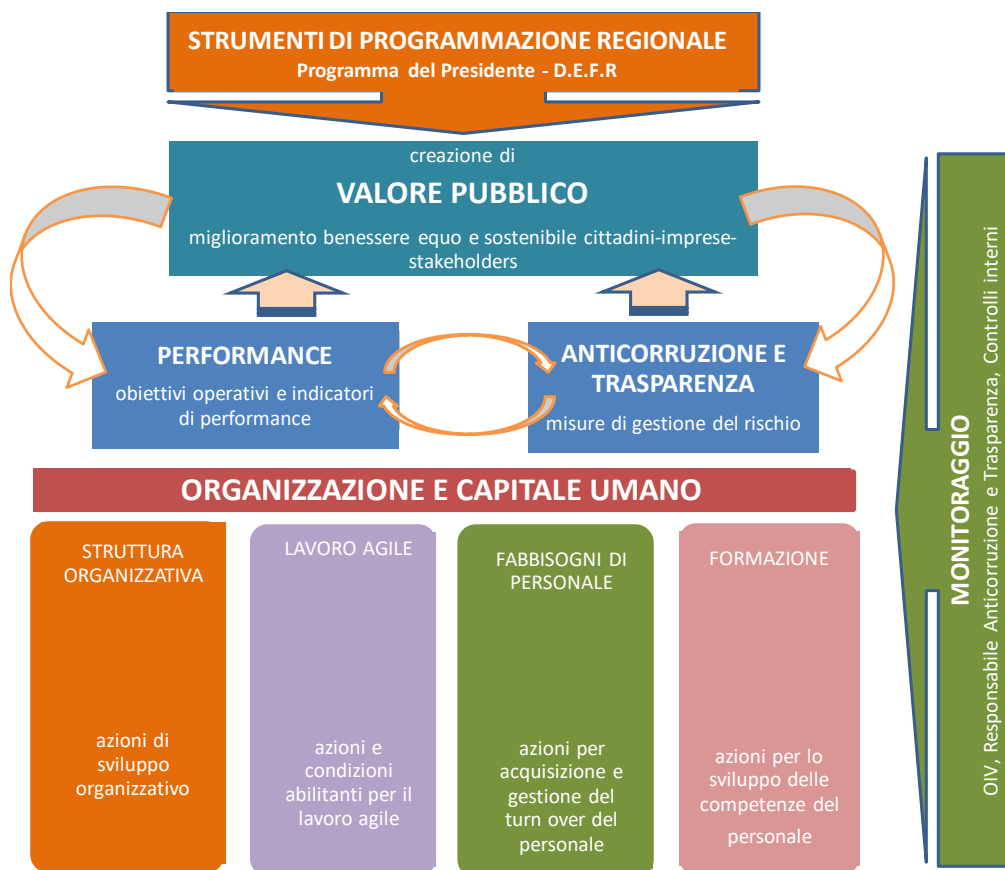 STRUMENTI DI PROGRAMMAZIONE REGIONALE
Programma del Presidente - D.E.F.R
creazione di
VALORE PUBBLICO
miglioramento benessere equo e sostenibile cittadini-imprese-
stakeholders
PERFORMANCE
obiettivi operativi e indicatori
di performance
ANTICORRUZIONE E
TRASPARENZA
misure di gestione del rischio
ORGANIZZAZIONE E CAPITALE UMANO
STRUTTURA
ORGANIZZATIVA
azioni di
sviluppo
organizzativo
LAVORO AGILE
azioni e
condizioni
abilitanti per il
lavoro agile
FABBISOGNI DI
PERSONALE
azioni per
acquisizione e
gestione del
turn over del
personale
FORMAZIONE
azioni per lo
sviluppo delle
competenze del
personale
MONITORAGGIO
OIV, Responsabile Anticorruzione e Trasparenza, Controlli interni